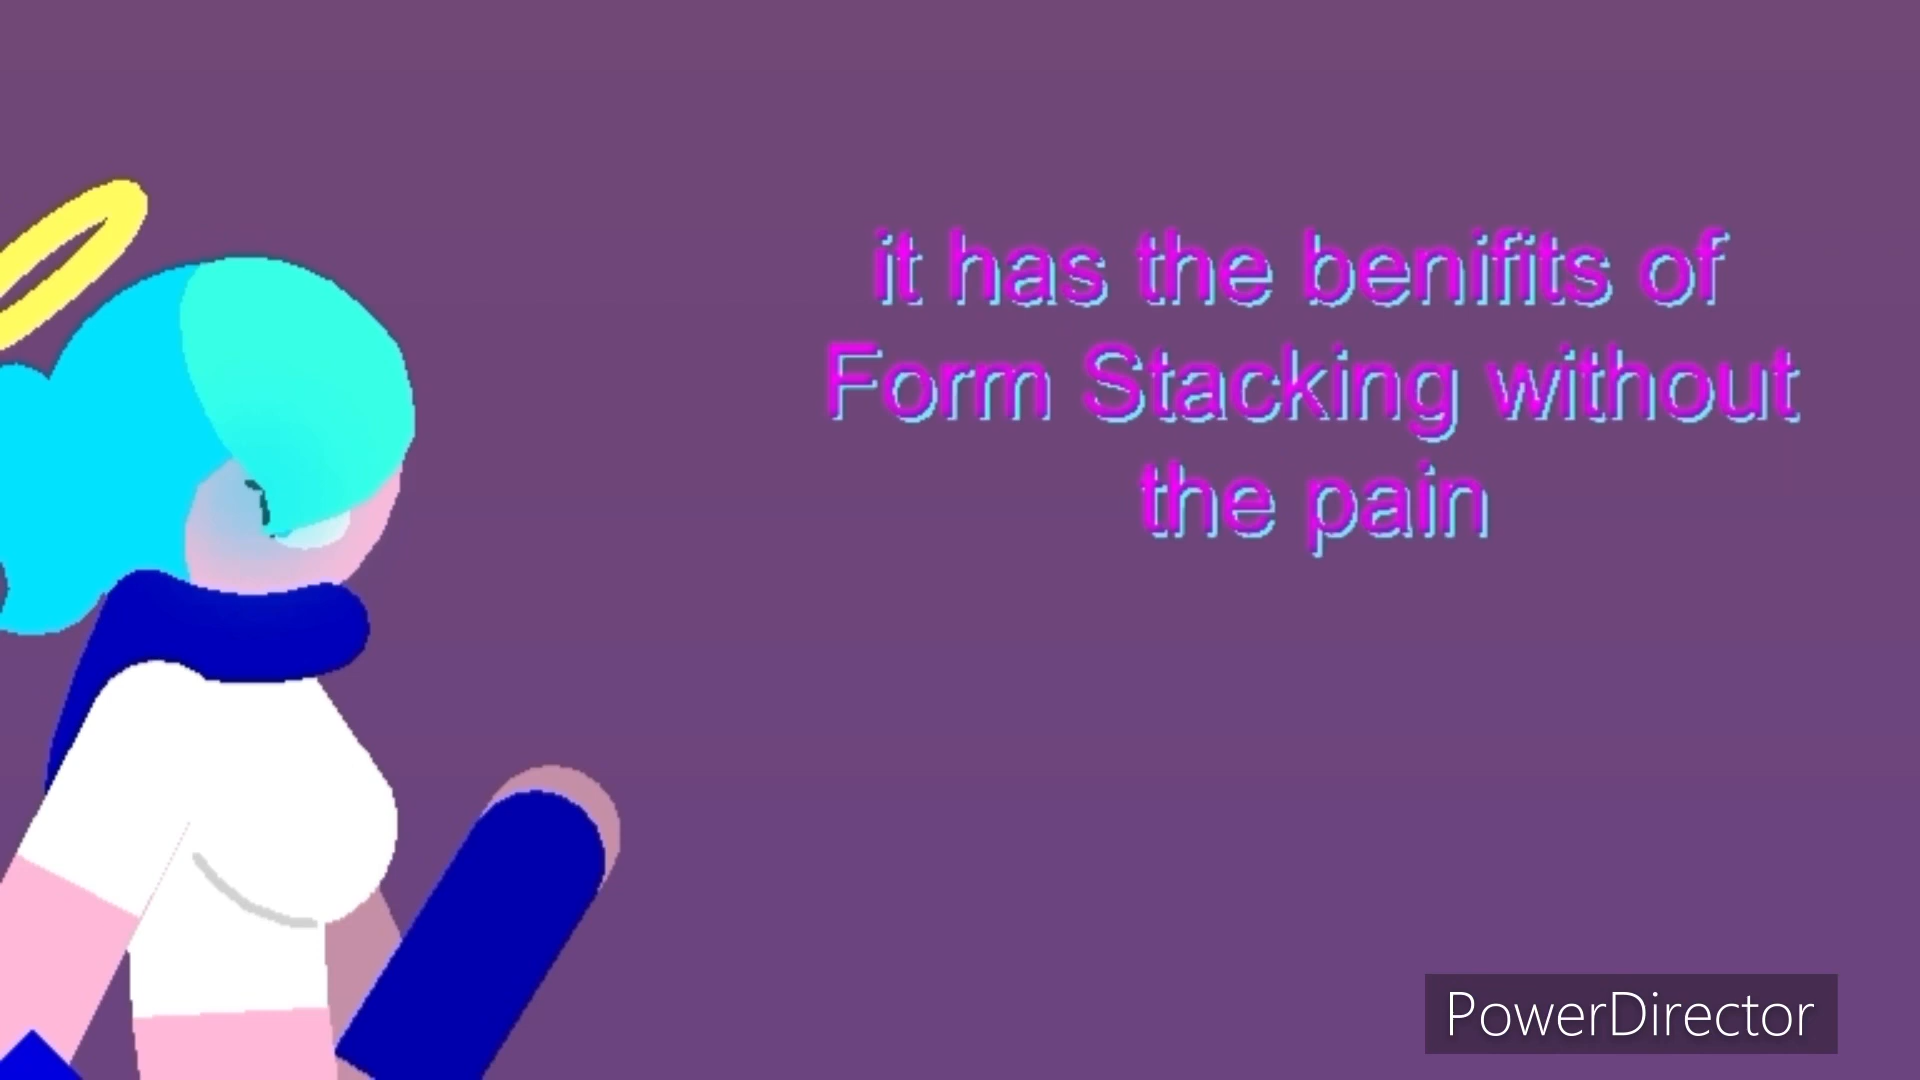 it has the benifits of
Form Stacking without
the pain
PowerDirector